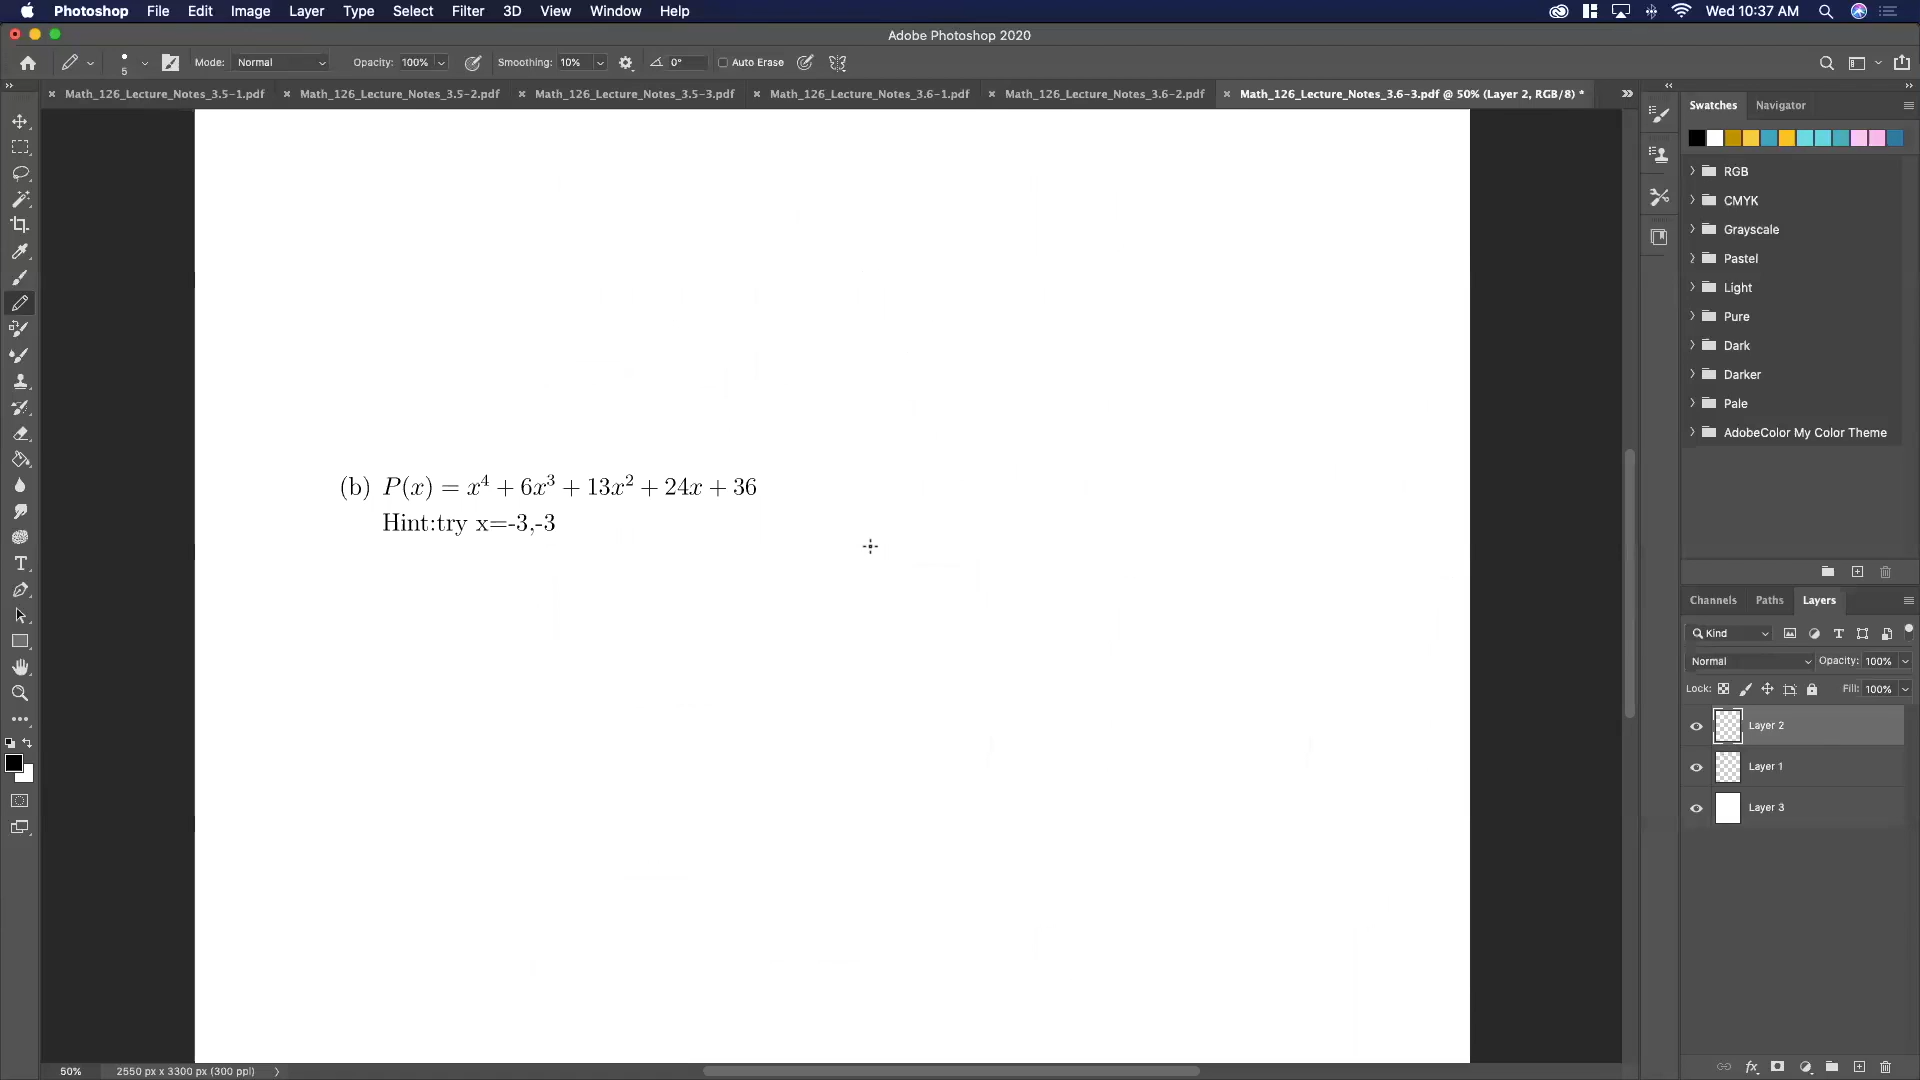 Photoshop File Edit Image Layer Type Select Filter 3D View Window Help Wed 10:37 AM
Adobe Photoshop 2020
5 Mode: Normal Opacity: 100% Smoothing: 10% 0° Auto Erase
Math_126_Lecture_Notes_3.5-1.pdf Math_126_Lecture_Notes_3.5-2.pdf Math_126_Lecture_Notes_3.5-3.pdf Math_126_Lecture_Notes_3.6-1.pdf Math_126_Lecture_Notes_3.6-2.pdf Math_126_Lecture_Notes_3.6-3.pdf @ 50% (Layer 2, RGB/8) *
(b) P(x) = x⁴ + 6x³ + 13x² + 24x + 36
Hint:try x=-3,-3
Swatches Navigator
RGB
CMYK
Grayscale
Pastel
Light
Pure
Dark
Darker
Pale
AdobeColor My Color Theme
Channels Paths Layers
Kind
Normal Opacity: 100%
Lock: Fill: 100%
Layer 2
Layer 1
Layer 3
50% 2550 px x 3300 px (300 ppi)